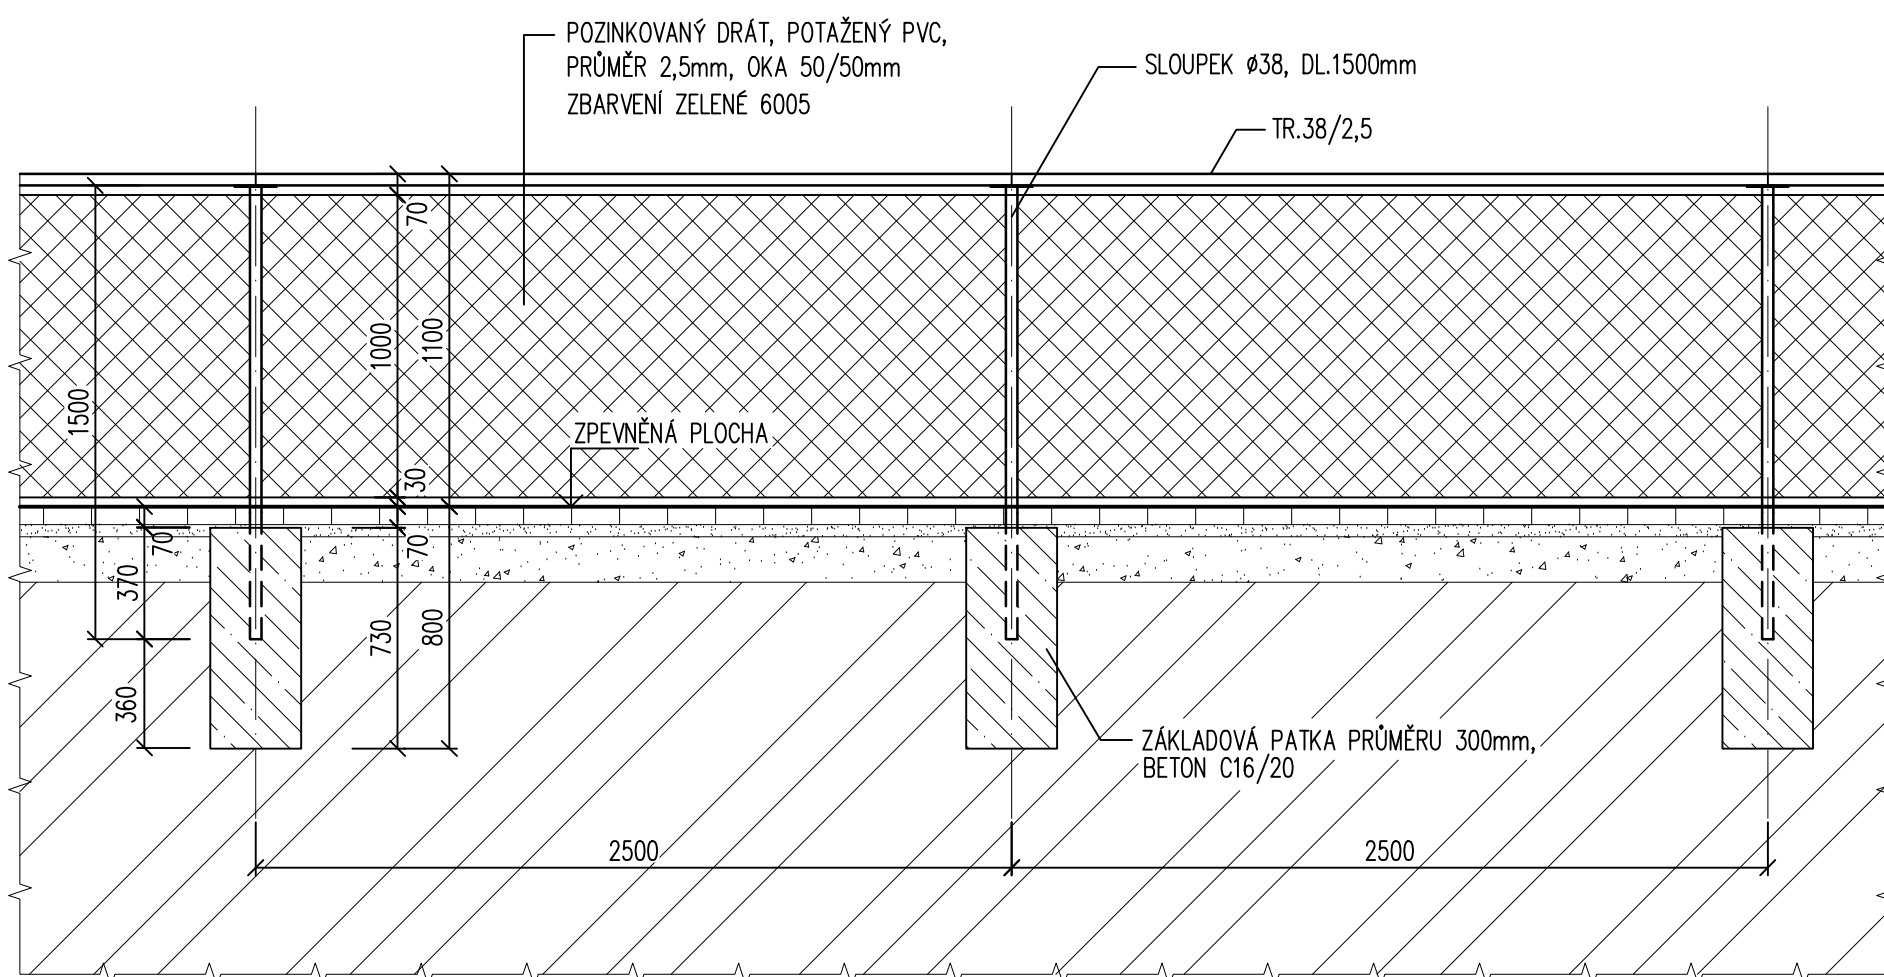 POZINKOVANÝ DRÁT, POTAŽENÝ PVC,
PRŮMĚR 2,5mm, OKA 50/50mm
ZBARVENÍ ZELENÉ 6005
SLOUPEK ø38, DL.1500mm
TR.38/2,5
70
1000
1100
1500
ZPEVNĚNÁ PLOCHA
30
70
70
370
730
800
360
ZÁKLADOVÁ PATKA PRŮMĚRU 300mm,
BETON C16/20
2500
2500